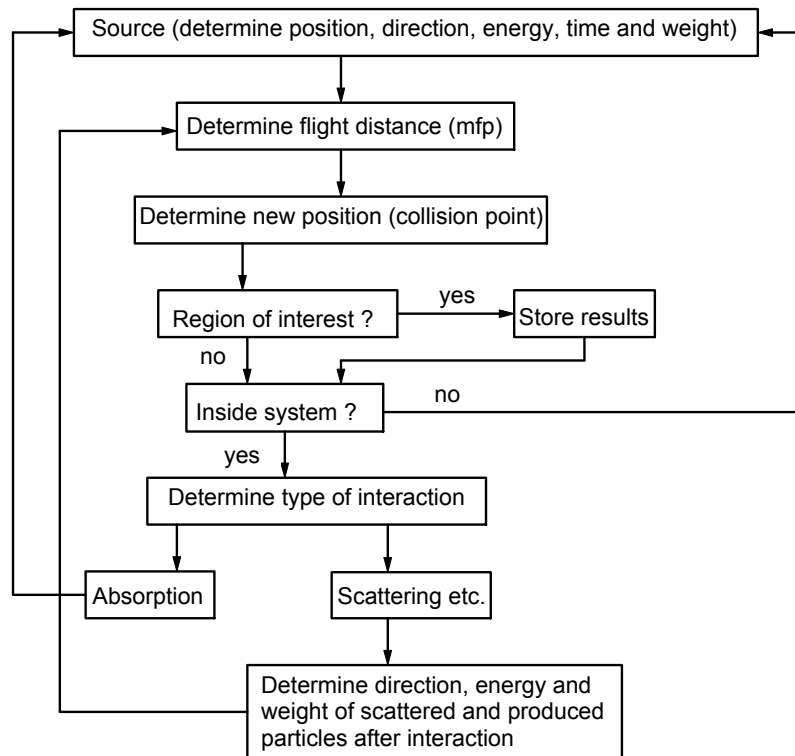 Source (determine position, direction, energy, time and weight)
Determine flight distance (mfp)
Determine new position (collision point)
Region of interest ?
yes
Store results
no
Inside system ?
no
yes
Determine type of interaction
Absorption
Scattering etc.
Determine direction, energy and
weight of scattered and produced
particles after interaction